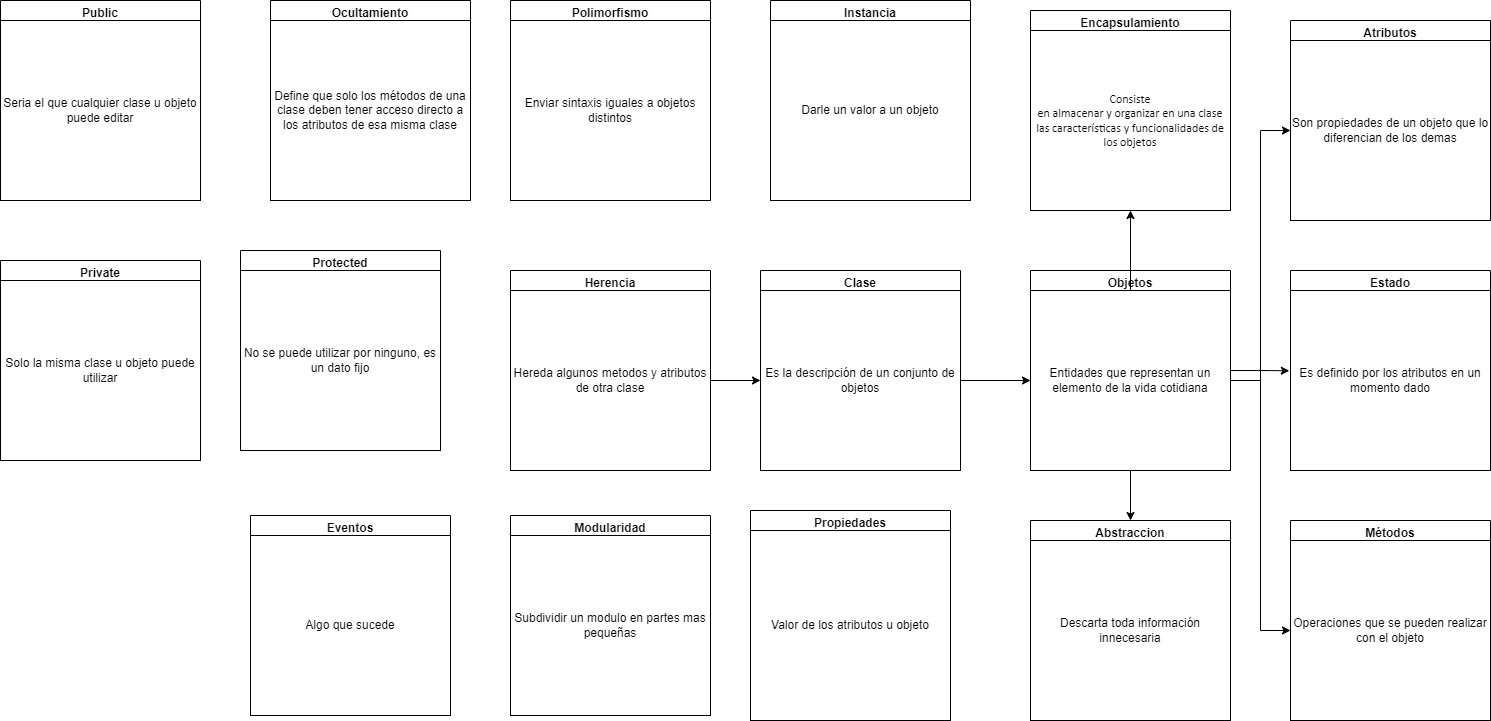 Public
Seria el que cualquier clase u objeto
puede editar
Ocultamiento
Define que solo los métodos de una
clase deben tener acceso directo a
los atributos de esa misma clase
Polimorfismo
Enviar sintaxis iguales a objetos
distintos
Instancia
Darle un valor a un objeto
Encapsulamiento
Consiste
en almacenar y organizar en una clase
las características y funcionalidades de
los objetos
Atributos
Son propiedades de un objeto que lo
diferencian de los demas
Private
Solo la misma clase u objeto puede
utilizar
Protected
No se puede utilizar por ninguno, es
un dato fijo
Herencia
Hereda algunos metodos y atributos
de otra clase
Clase
Es la descripción de un conjunto de
objetos
Objetos
Entidades que representan un
elemento de la vida cotidiana
Estado
Es definido por los atributos en un
momento dado
Eventos
Algo que sucede
Modularidad
Subdividir un modulo en partes mas
pequeñas
Propiedades
Valor de los atributos u objeto
Abstraccion
Descarta toda información
innecesaria
Métodos
Operaciones que se pueden realizar
con el objeto